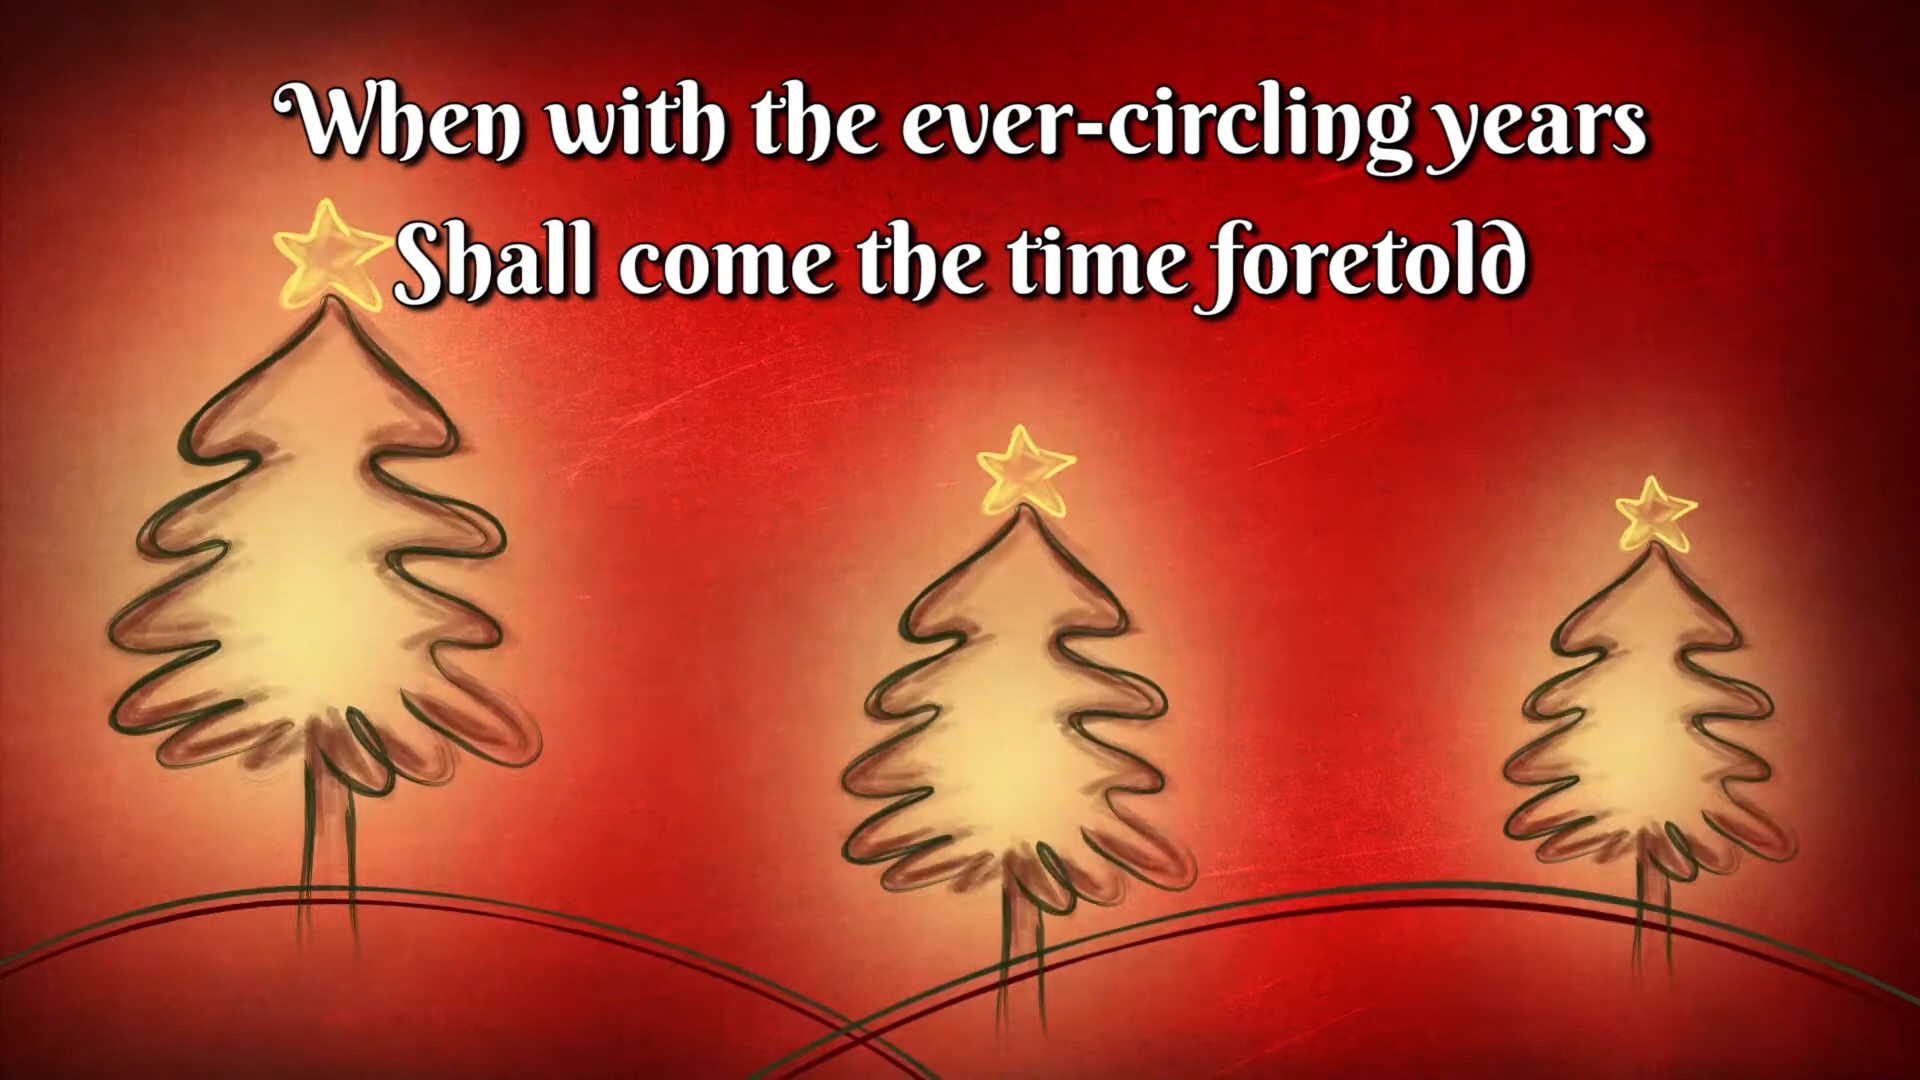 When with the ever-circling years
Shall come the time foretold